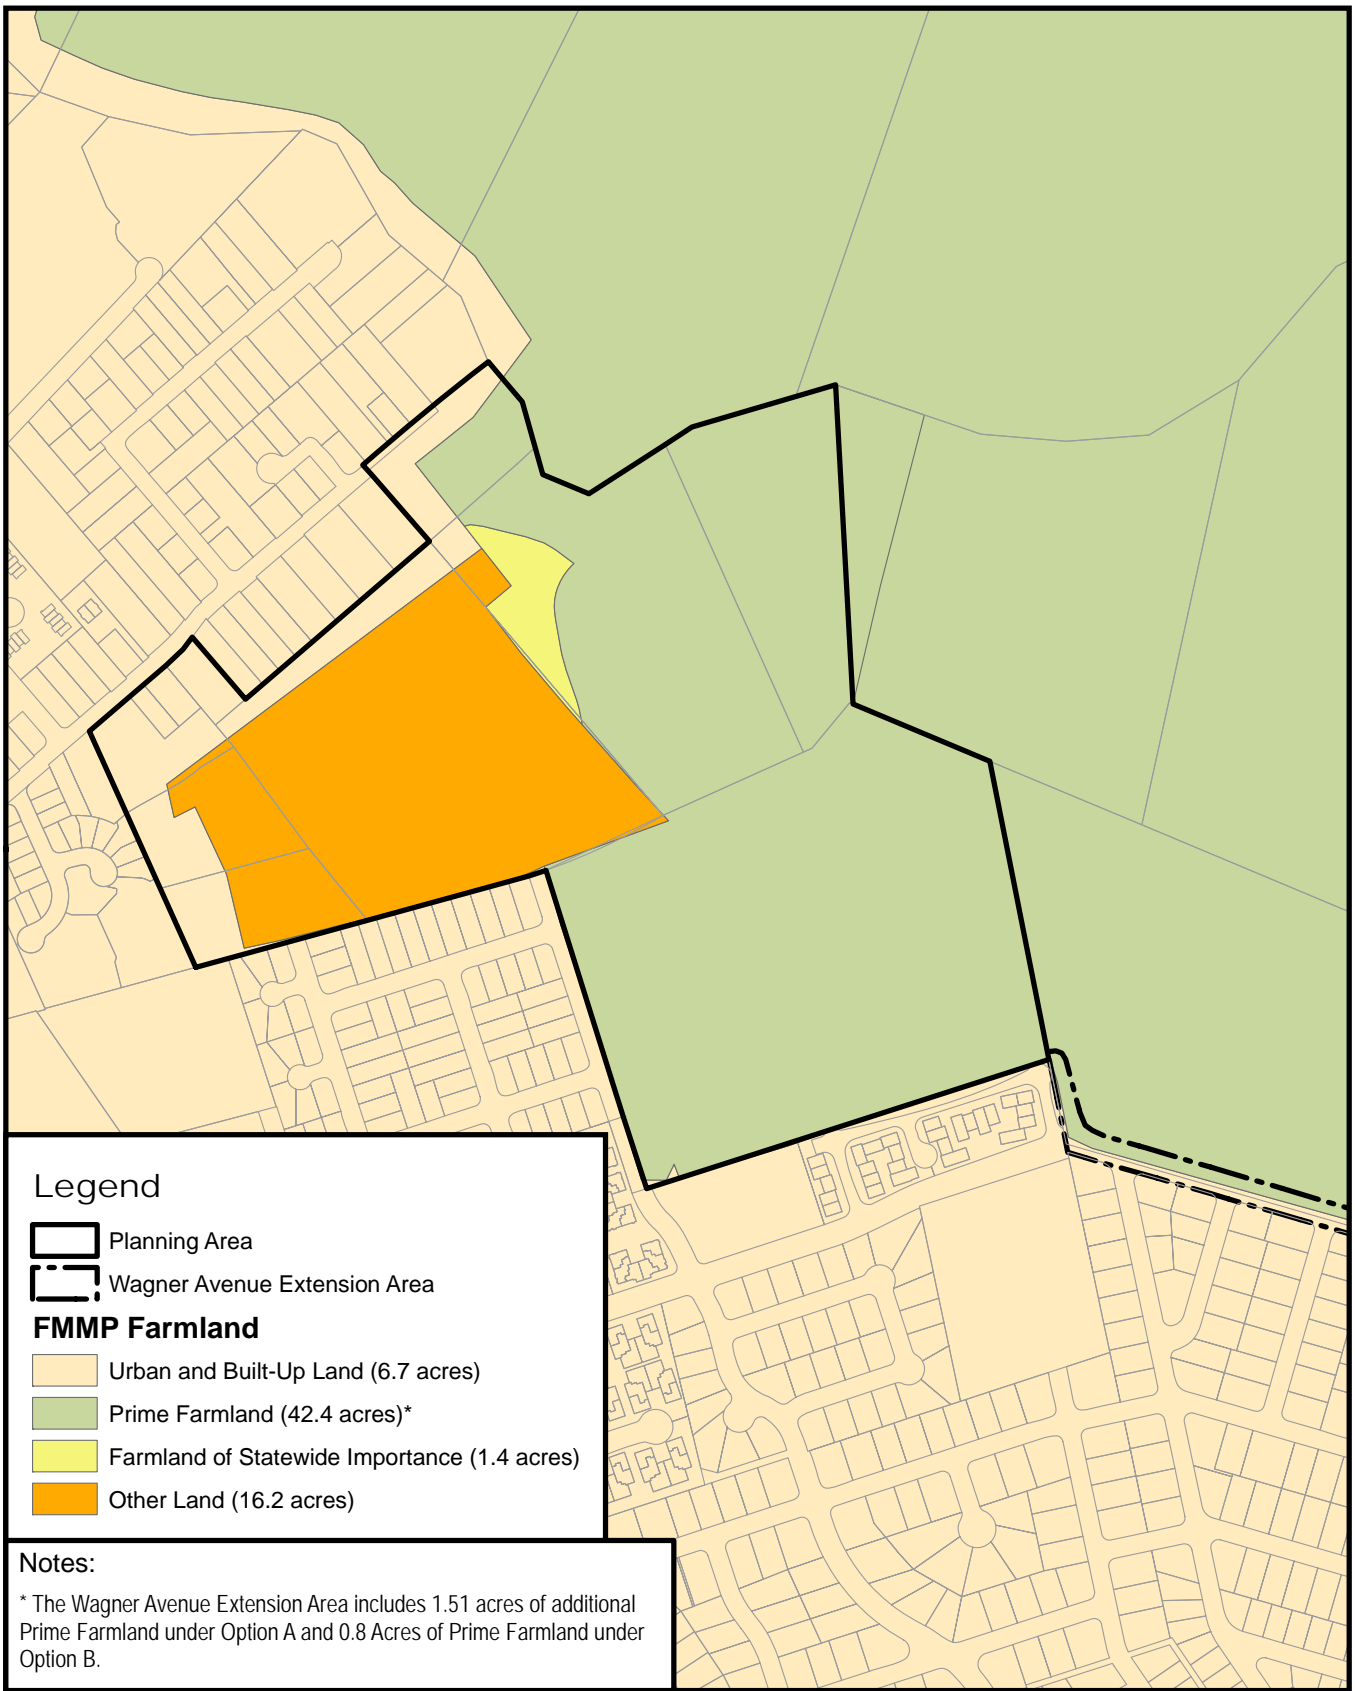 Legend
Planning Area
Wagner Avenue Extension Area
FMMP Farmland
Urban and Built-Up Land (6.7 acres)
Prime Farmland (42.4 acres)*
Farmland of Statewide Importance (1.4 acres)
Other Land (16.2 acres)
Notes:
* The Wagner Avenue Extension Area includes 1.51 acres of additional
Prime Farmland under Option A and 0.8 Acres of Prime Farmland under
Option B.